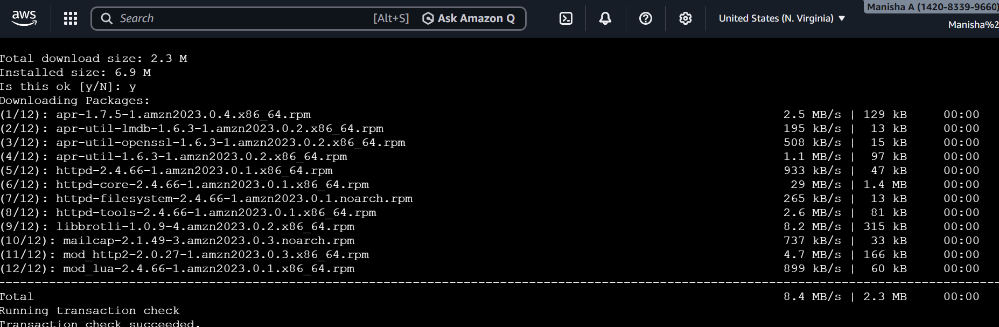 aws
Search [Alt+S] Ask Amazon Q
United States (N. Virginia) ▼
Manisha A (1420-8339-9660)
Manisha%2
Total download size: 2.3 M
Installed size: 6.9 M
Is this ok [y/N]: y
Downloading Packages:
(1/12): apr-1.7.5-1.amzn2023.0.4.x86_64.rpm 2.5 MB/s | 129 kB 00:00
(2/12): apr-util-lmdb-1.6.3-1.amzn2023.0.2.x86_64.rpm 195 kB/s | 13 kB 00:00
(3/12): apr-util-openssl-1.6.3-1.amzn2023.0.2.x86_64.rpm 508 kB/s | 15 kB 00:00
(4/12): apr-util-1.6.3-1.amzn2023.0.2.x86_64.rpm 1.1 MB/s | 97 kB 00:00
(5/12): httpd-2.4.66-1.amzn2023.0.1.x86_64.rpm 933 kB/s | 47 kB 00:00
(6/12): httpd-core-2.4.66-1.amzn2023.0.1.x86_64.rpm 29 MB/s | 1.4 MB 00:00
(7/12): httpd-filesystem-2.4.66-1.amzn2023.0.1.noarch.rpm 265 kB/s | 13 kB 00:00
(8/12): httpd-tools-2.4.66-1.amzn2023.0.1.x86_64.rpm 2.6 MB/s | 81 kB 00:00
(9/12): libbrotli-1.0.9-4.amzn2023.0.2.x86_64.rpm 8.2 MB/s | 315 kB 00:00
(10/12): mailcap-2.1.49-3.amzn2023.0.3.noarch.rpm 737 kB/s | 33 kB 00:00
(11/12): mod_http2-2.0.27-1.amzn2023.0.3.x86_64.rpm 4.7 MB/s | 166 kB 00:00
(12/12): mod_lua-2.4.66-1.amzn2023.0.1.x86_64.rpm 899 kB/s | 60 kB 00:00
Total 8.4 MB/s | 2.3 MB 00:00
Running transaction check
Transaction check succeeded.